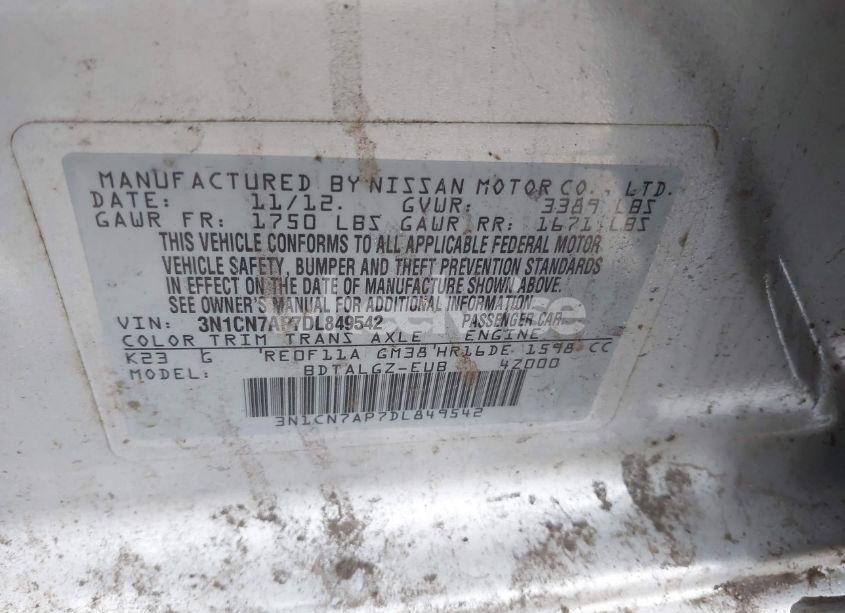 MANUFACTURED BY NISSAN MOTOR CO., LTD.
DATE: 11/12. GVWR: 3389 LBS
GAWR FR: 1750 LBS GAWR RR: 1671 LBS
THIS VEHICLE CONFORMS TO ALL APPLICABLE FEDERAL MOTOR
VEHICLE SAFETY, BUMPER AND THEFT PREVENTION STANDARDS
IN EFFECT ON THE DATE OF MANUFACTURE SHOWN ABOVE.
SEE OWNER'S MANUAL FOR ADDITIONAL INFORMATION.
VIN: 3N1CN7AP7DL849542 PASSENGER CAR
COLOR TRIM TRANS AXLE ENGINE
K23 G RE0F11A GM38 HR16DE 1598 CC
MODEL: BDTALGZ-EUB 42000
3N1CN7AP7DL849542